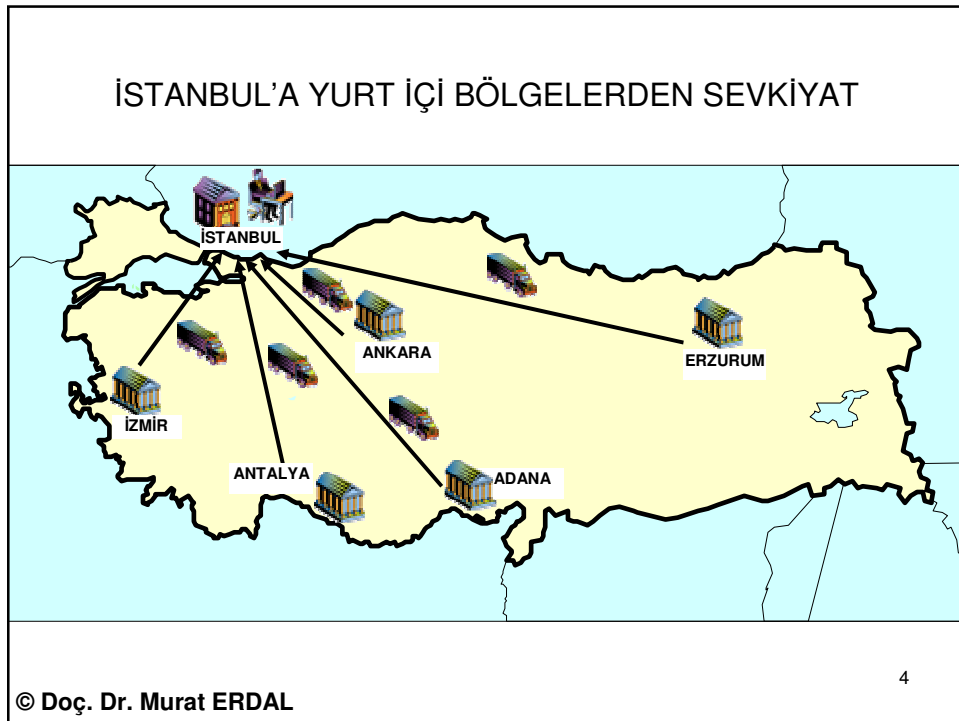 İSTANBUL'A YURT İÇİ BÖLGELERDEN SEVKİYAT
İSTANBUL
ANKARA
ERZURUM
İZMİR
ANTALYA
ADANA
4
© Doç. Dr. Murat ERDAL